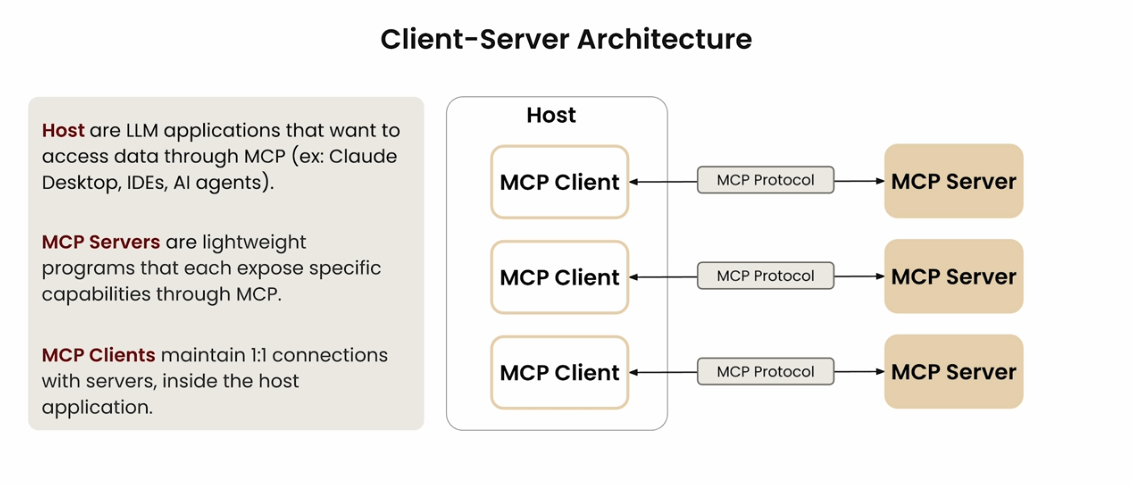 Client-Server Architecture
Host are LLM applications that want to
access data through MCP (ex: Claude
Desktop, IDEs, AI agents).
MCP Servers are lightweight
programs that each expose specific
capabilities through MCP.
MCP Clients maintain 1:1 connections
with servers, inside the host
application.
Host
MCP Client
MCP Protocol
MCP Server
MCP Client
MCP Protocol
MCP Server
MCP Client
MCP Protocol
MCP Server